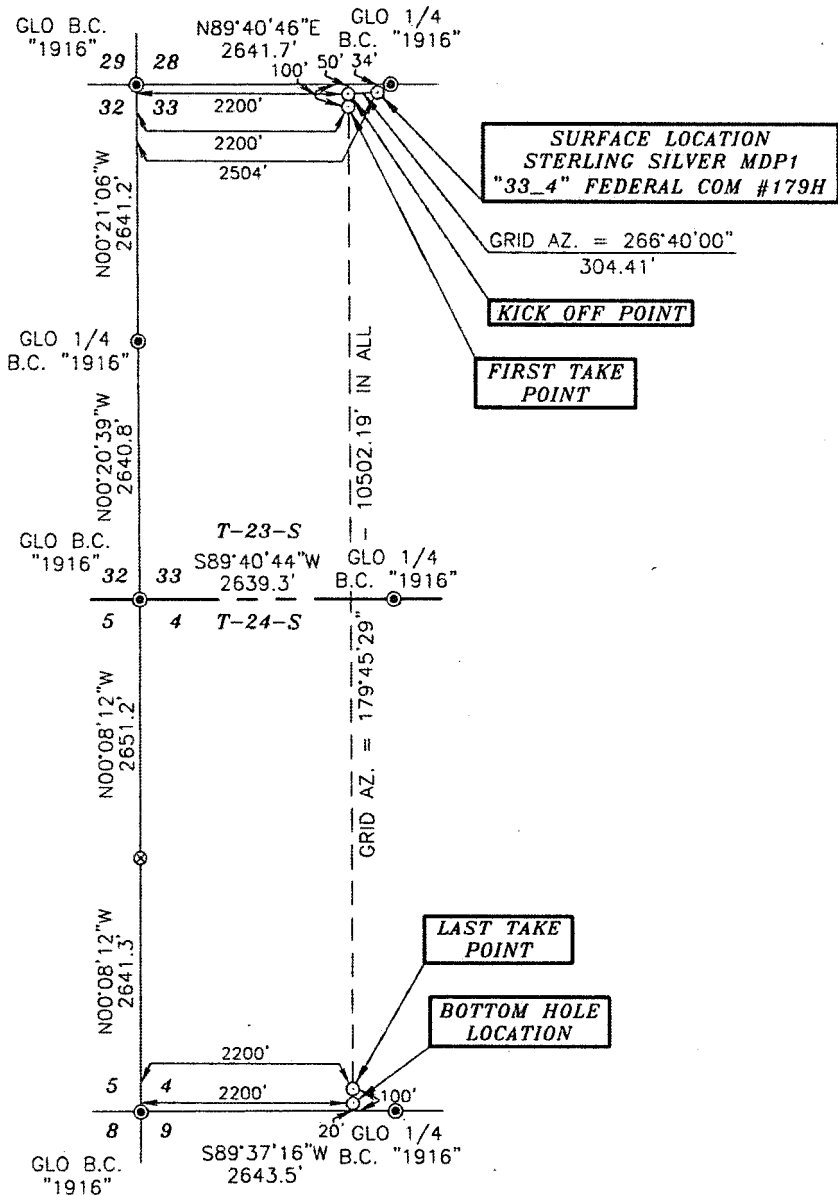 GLO B.C.
"1916"
N89°40'46"E
2641.7'
GLO 1/4
B.C. "1916"
29 28
100' 50' 34'
32 33
2200'
2200'
2504'
SURFACE LOCATION
STERLING SILVER MDP1
"33_4" FEDERAL COM #179H
N00°21'06"W
2641.2'
GRID AZ. = 266°40'00"
304.41'
KICK OFF POINT
GLO 1/4
B.C. "1916"
FIRST TAKE
POINT
N00°20'39"W
2640.8'
GRID AZ. = 179°45'29" – 10502.19' IN ALL
T-23-S
GLO B.C.
"1916"
32 33
S89°40'44"W
2639.3'
GLO 1/4
B.C. "1916"
5 4
T-24-S
N00°08'12"W
2651.2'
N00°08'12"W
2641.3'
LAST TAKE
POINT
BOTTOM HOLE
LOCATION
2200'
5 4
2200'
100'
20'
8 9
S89°37'16"W
2643.5'
GLO 1/4
B.C. "1916"
GLO B.C.
"1916"